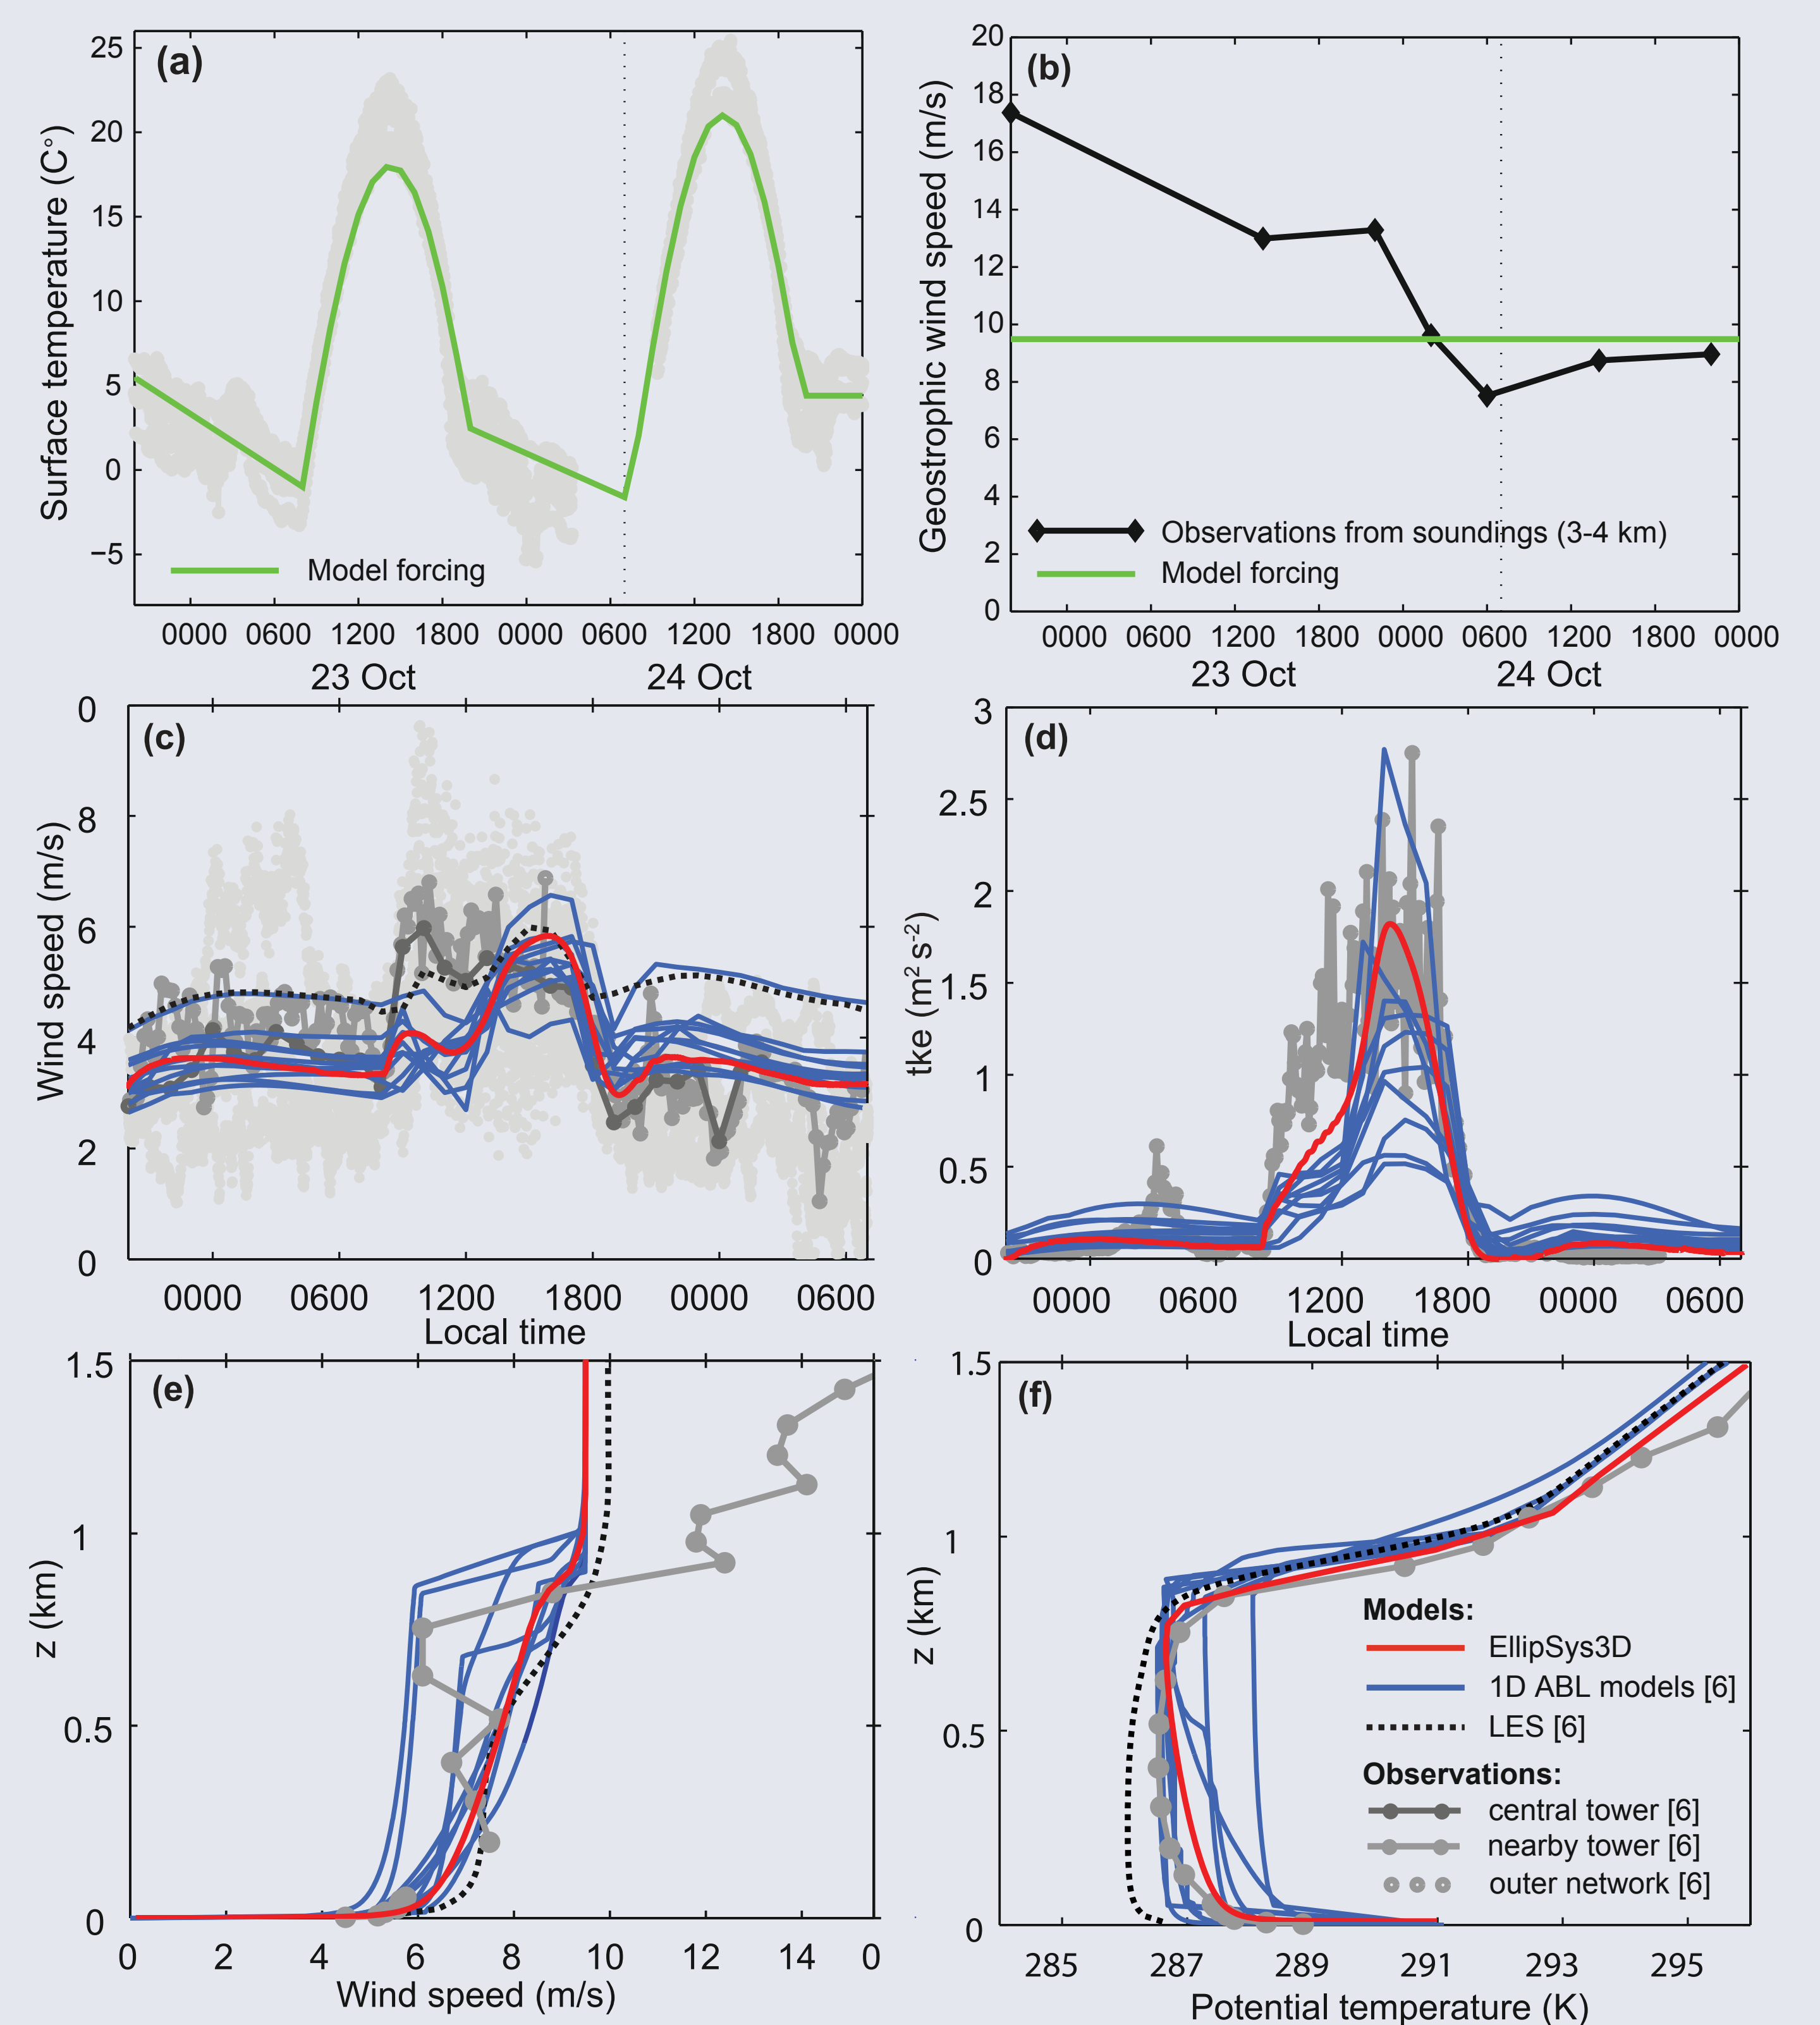 (a)
Surface temperature (C°)
25
20
15
10
5
0
−5
Model forcing
0000 0600 1200 1800 0000 0600 1200 1800 0000
23 Oct 24 Oct
(b)
Geostrophic wind speed (m/s)
20
18
16
14
12
10
8
6
4
2
0
Observations from soundings (3-4 km)
Model forcing
0000 0600 1200 1800 0000 0600 1200 1800 0000
23 Oct 24 Oct
(c)
Wind speed (m/s)
0
8
6
4
2
0
0000 0600 1200 1800 0000 0600
Local time
(d)
tke (m² s⁻²)
3
2.5
2
1.5
1
0.5
0
0000 0600 1200 1800 0000 0600
Local time
(e)
z (km)
1.5
1
0.5
0
0 2 4 6 8 10 12 14 0
Wind speed (m/s)
(f)
z (km)
1.5
1
0.5
0
Models:
EllipSys3D
1D ABL models [6]
LES [6]
Observations:
central tower [6]
nearby tower [6]
outer network [6]
285 287 289 291 293 295
Potential temperature (K)